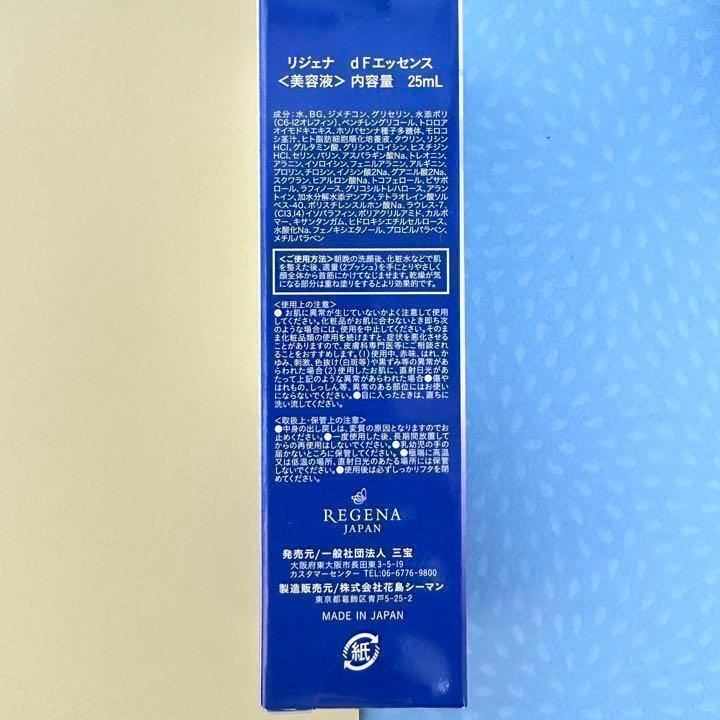 リジェナ dFエッセンス
<美容液> 内容量 25mL
成分:水、BG、ジメチコン、グリセリン、水添ポリ
(C6-12オレフィン)、ペンチレングリコール、トロロア
オイモドキエキス、ホソバセンナ種子多糖体、モロコ
シ茎汁、ヒト脂肪細胞順化培養液、タウリン、リシン
HCl、グルタミン酸、グリシン、ロイシン、ヒスチジン
HCl、セリン、バリン、アスパラギン酸Na、トレオニン、
アラニン、イソロイシン、フェニルアラニン、アルギニン、
プロリン、チロシン、イノシン酸2Na、グアニル酸2Na、
スクワラン、ヒアルロン酸Na、トコフェロール、ビサボ
ロール、ラフィノース、グリコシルトレハロース、アラン
トイン、加水分解水添デンプン、テトラオレイン酸ソル
ベス-40、ポリスチレンスルホン酸Na、ラウレス-7、
(C13,14)イソパラフィン、ポリアクリルアミド、カルボ
マー、キサンタンガム、ヒドロキシエチルセルロース、
水酸化Na、フェノキシエタノール、プロピルパラベン、
メチルパラベン
<ご使用方法>朝晩の洗顔後、化粧水などで肌
を整えた後、適量(2プッシュ)を手にとりやさしく
顔全体から首筋にかけてなじませます。乾燥が気
になる部分は重ね塗りをするとより効果的です。
<使用上の注意>
●お肌に異常が生じていないかよく注意して使用
してください。化粧品がお肌に合わないとき即ち次
のような場合には、使用を中止してください。そのまま
化粧品類の使用を続けますと、症状を悪化させる
ことがありますので、皮膚科専門医等にご相談され
ることをおすすめします。(1)使用中、赤味、はれ、か
ゆみ、刺激、色抜け(白斑等)や黒ずみ等の異常が
あらわれた場合(2)使用したお肌に、直射日光があ
たって上記のような異常があらわれた場合●傷や
はれもの、しっしん等、異常のある部位にはお使い
にならないでください。●目に入ったときは、直ちに
洗い流してください。
<取扱上・保管上の注意>
●中身の出し戻しは、変質の原因となりますのでお
止めください。●一度使用した後、長期間放置して
からの再使用はしないでください。●乳幼児の手の
届かないところに保管してください。●極端に高温
又は低温の場所、直射日光のあたる場所には保管
しないでください。●使用後は必ずしっかりフタを閉
めてください。
REGENA
JAPAN
発売元/一般社団法人 三宝
大阪府東大阪市長田東3-5-19
カスタマーセンター TEL:06-6776-9800
製造販売元/株式会社花島シーマン
東京都葛飾区青戸5-25-2
MADE IN JAPAN
紙